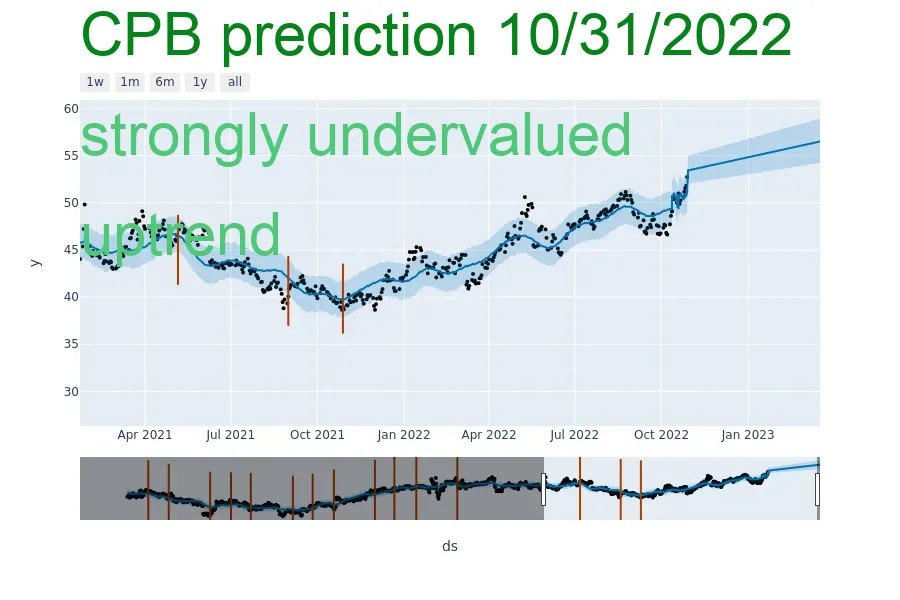 CPB prediction 10/31/2022
1w 1m 6m 1y all
60
strongly undervalued
55
50
uptrend
45
y
40
35
30
Apr 2021 Jul 2021 Oct 2021 Jan 2022 Apr 2022 Jul 2022 Oct 2022 Jan 2023
ds